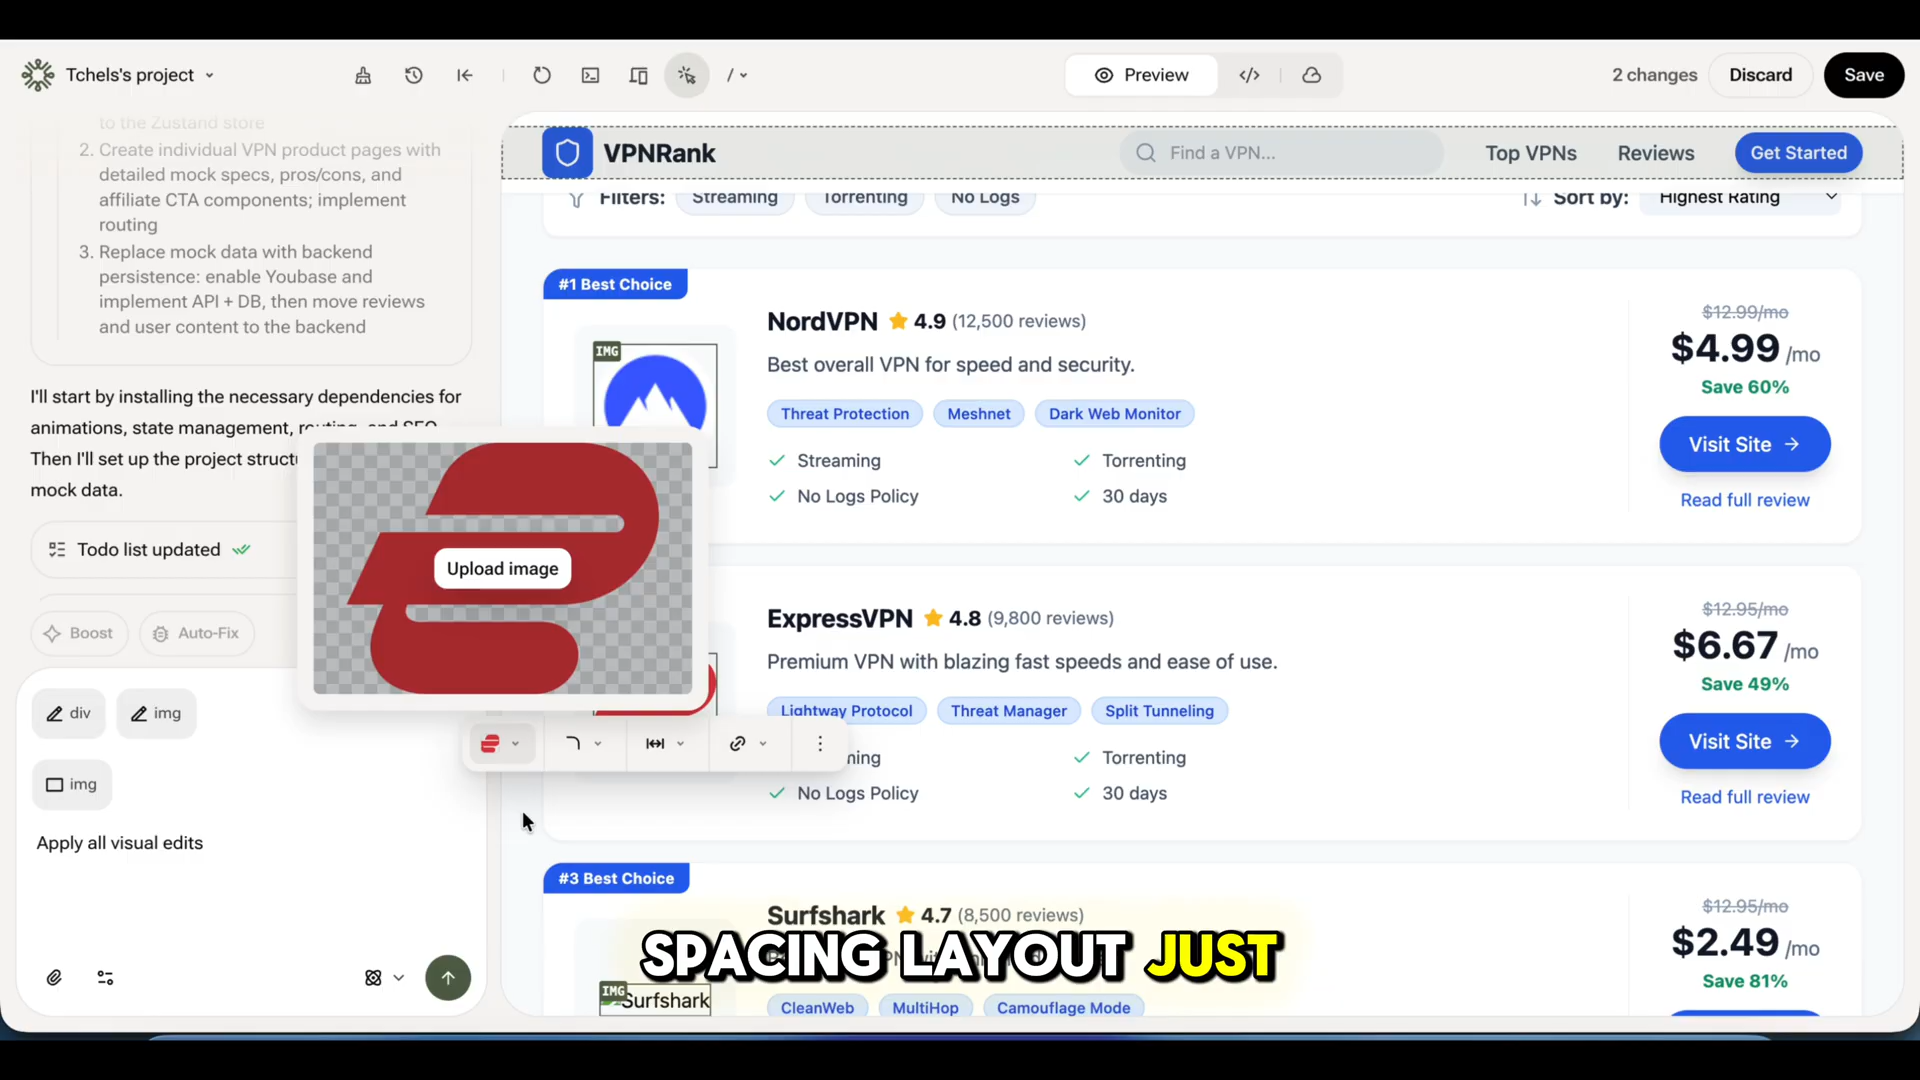 Tchels's project
/
Preview
2 changes
Discard
Save
to the Zustand store
2. Create individual VPN product pages with
detailed mock specs, pros/cons, and
affiliate CTA components; implement
routing
3. Replace mock data with backend
persistence: enable Youbase and
implement API + DB, then move reviews
and user content to the backend
I'll start by installing the necessary dependencies for
animations, state management, routing, and SEO
Then I'll set up the project struct
mock data.
Todo list updated
Boost
Auto-Fix
div
img
img
Apply all visual edits
Upload image
VPNRank
Find a VPN...
Top VPNs
Reviews
Get Started
Filters:
Streaming
Torrenting
No Logs
Sort by:
Highest Rating
#1 Best Choice
IMG
NordVPN 4.9 (12,500 reviews)
Best overall VPN for speed and security.
Threat Protection
Meshnet
Dark Web Monitor
Streaming
Torrenting
No Logs Policy
30 days
$12.99/mo
$4.99 /mo
Save 60%
Visit Site →
Read full review
ExpressVPN 4.8 (9,800 reviews)
Premium VPN with blazing fast speeds and ease of use.
Lightway Protocol
Threat Manager
Split Tunneling
ming
Torrenting
No Logs Policy
30 days
$12.95/mo
$6.67 /mo
Save 49%
Visit Site →
Read full review
#3 Best Choice
IMG
Surfshark
Surfshark 4.7 (8,500 reviews)
CleanWeb
MultiHop
Camouflage Mode
$12.95/mo
$2.49 /mo
Save 81%
SPACING LAYOUT JUST